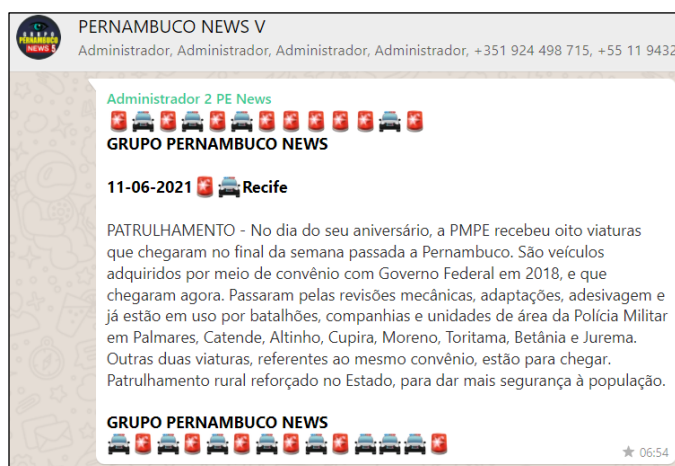 PERNAMBUCO NEWS V
Administrador, Administrador, Administrador, Administrador, +351 924 498 715, +55 11 9432
GRUPO
PERNAMBUCO
NEWS 5
Administrador 2 PE News
🚨🚔🚨🚔🚨🚔🚨🚨🚨🚨🚨🚔🚨
GRUPO PERNAMBUCO NEWS
11-06-2021🚨🚔Recife
PATRULHAMENTO - No dia do seu aniversário, a PMPE recebeu oito viaturas
que chegaram no final da semana passada a Pernambuco. São veículos
adquiridos por meio de convênio com Governo Federal em 2018, e que
chegaram agora. Passaram pelas revisões mecânicas, adaptações, adesivagem e
já estão em uso por batalhões, companhias e unidades de área da Polícia Militar
em Palmares, Catende, Altinho, Cupira, Moreno, Toritama, Betânia e Jurema.
Outras duas viaturas, referentes ao mesmo convênio, estão para chegar.
Patrulhamento rural reforçado no Estado, para dar mais segurança à população.
GRUPO PERNAMBUCO NEWS
🚔🚨🚔🚨🚔🚨🚔🚨🚔🚨🚔🚔🚔🚨
★ 06:54